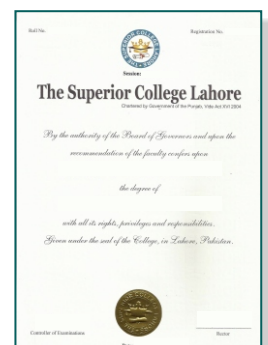 Roll No. Registration No.
Session:
The Superior College Lahore
Chartered by Government of the Punjab, Vide Act XVI 2004
By the authority of the Board of Governors and upon the
recommendation of the faculty confers upon
the degree of
with all its rights, privileges and responsibilities.
Given under the seal of the College, in Lahore, Pakistan.
Controller of Examinations Rector